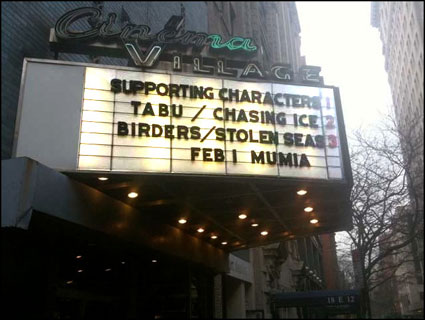 Cinema
VILLAGE
SUPPORTING CHARACTERS 1
TABU / CHASING ICE 2
BIRDERS/STOLEN SEAS 3
FEB 1 MUMIA